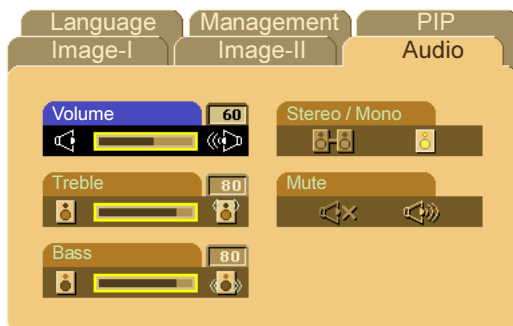 Language Management PIP
Image-I Image-II Audio
Volume 60
Stereo / Mono
Treble 80
Mute
Bass 80